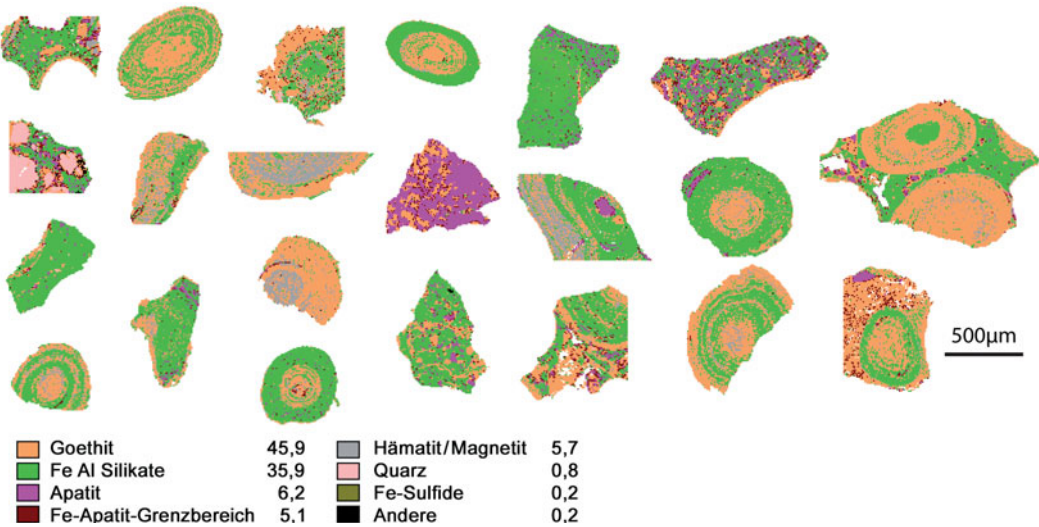 500µm
Goethit 45,9
Fe Al Silikate 35,9
Apatit 6,2
Fe-Apatit-Grenzbereich 5,1
Hämatit/Magnetit 5,7
Quarz 0,8
Fe-Sulfide 0,2
Andere 0,2